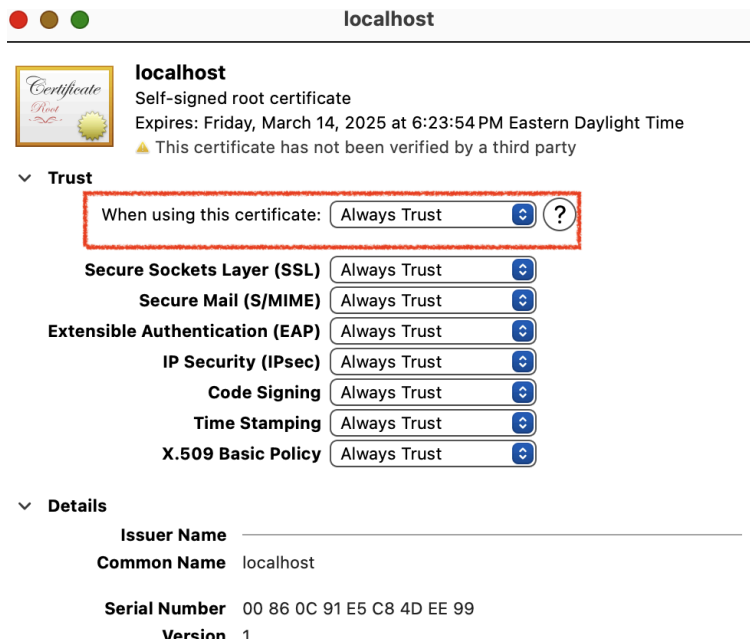 localhost
Certificate
Root
localhost
Self-signed root certificate
Expires: Friday, March 14, 2025 at 6:23:54 PM Eastern Daylight Time
This certificate has not been verified by a third party
Trust
When using this certificate: Always Trust ?
Secure Sockets Layer (SSL) Always Trust
Secure Mail (S/MIME) Always Trust
Extensible Authentication (EAP) Always Trust
IP Security (IPsec) Always Trust
Code Signing Always Trust
Time Stamping Always Trust
X.509 Basic Policy Always Trust
Details
Issuer Name
Common Name localhost
Serial Number 00 86 0C 91 E5 C8 4D EE 99
Version 1